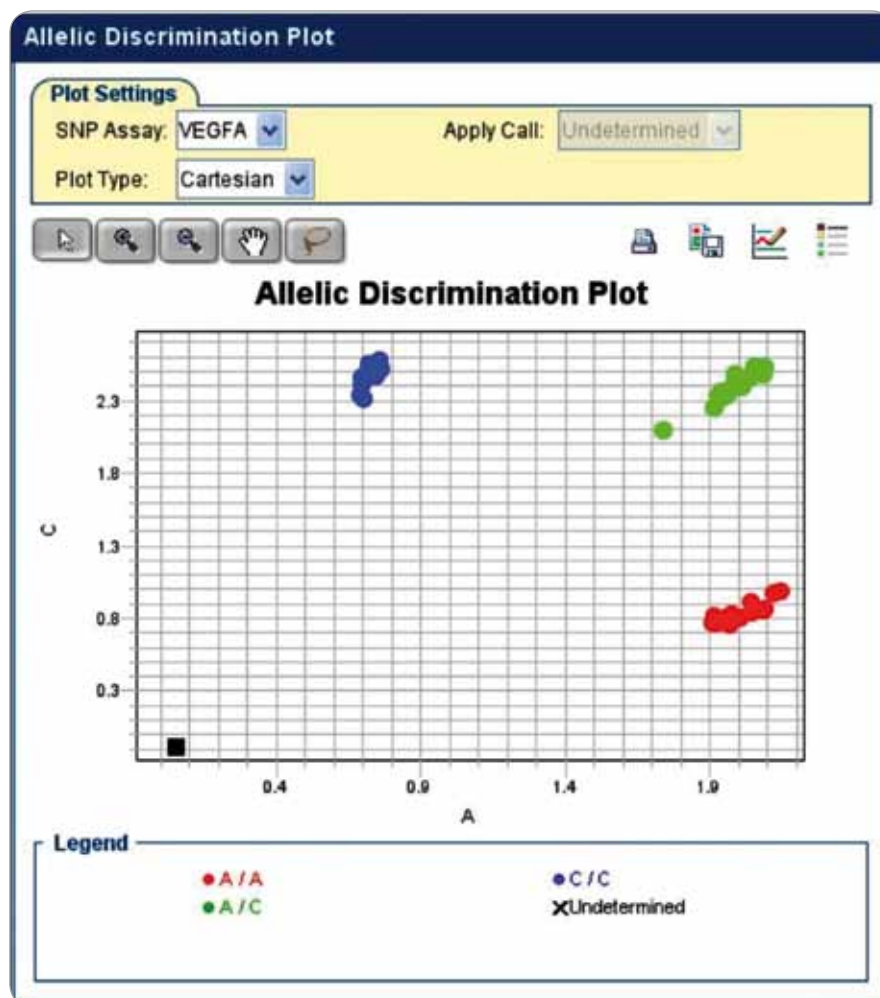 Allelic Discrimination Plot
Plot Settings
SNP Assay: VEGFA Apply Call: Undetermined
Plot Type: Cartesian
Allelic Discrimination Plot
2.3
1.8
1.3
0.8
0.3
C
0.4 0.9 1.4 1.9
A
Legend
A / A C / C
A / C Undetermined